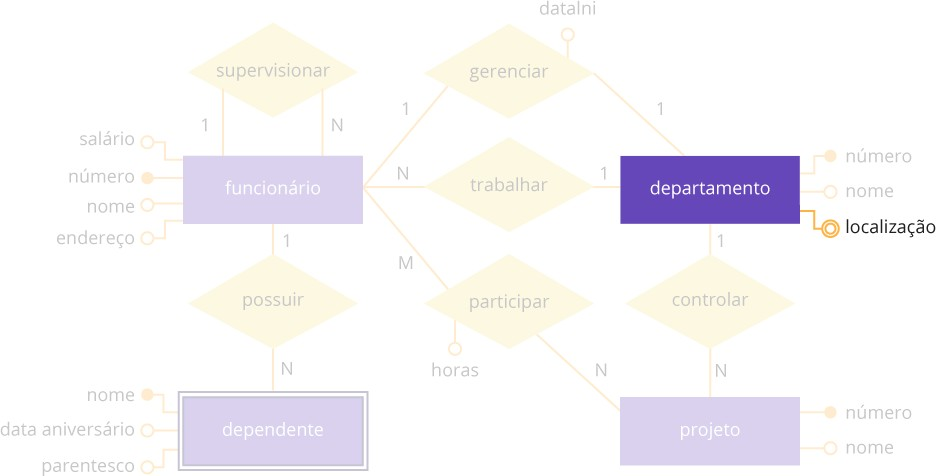 dataIni
supervisionar
gerenciar
1
N
1
1
salário
número
nome
endereço
funcionário
N
trabalhar
1
departamento
número
nome
localização
1
M
1
possuir
participar
controlar
horas
N
N
N
nome
data aniversário
parentesco
dependente
projeto
número
nome